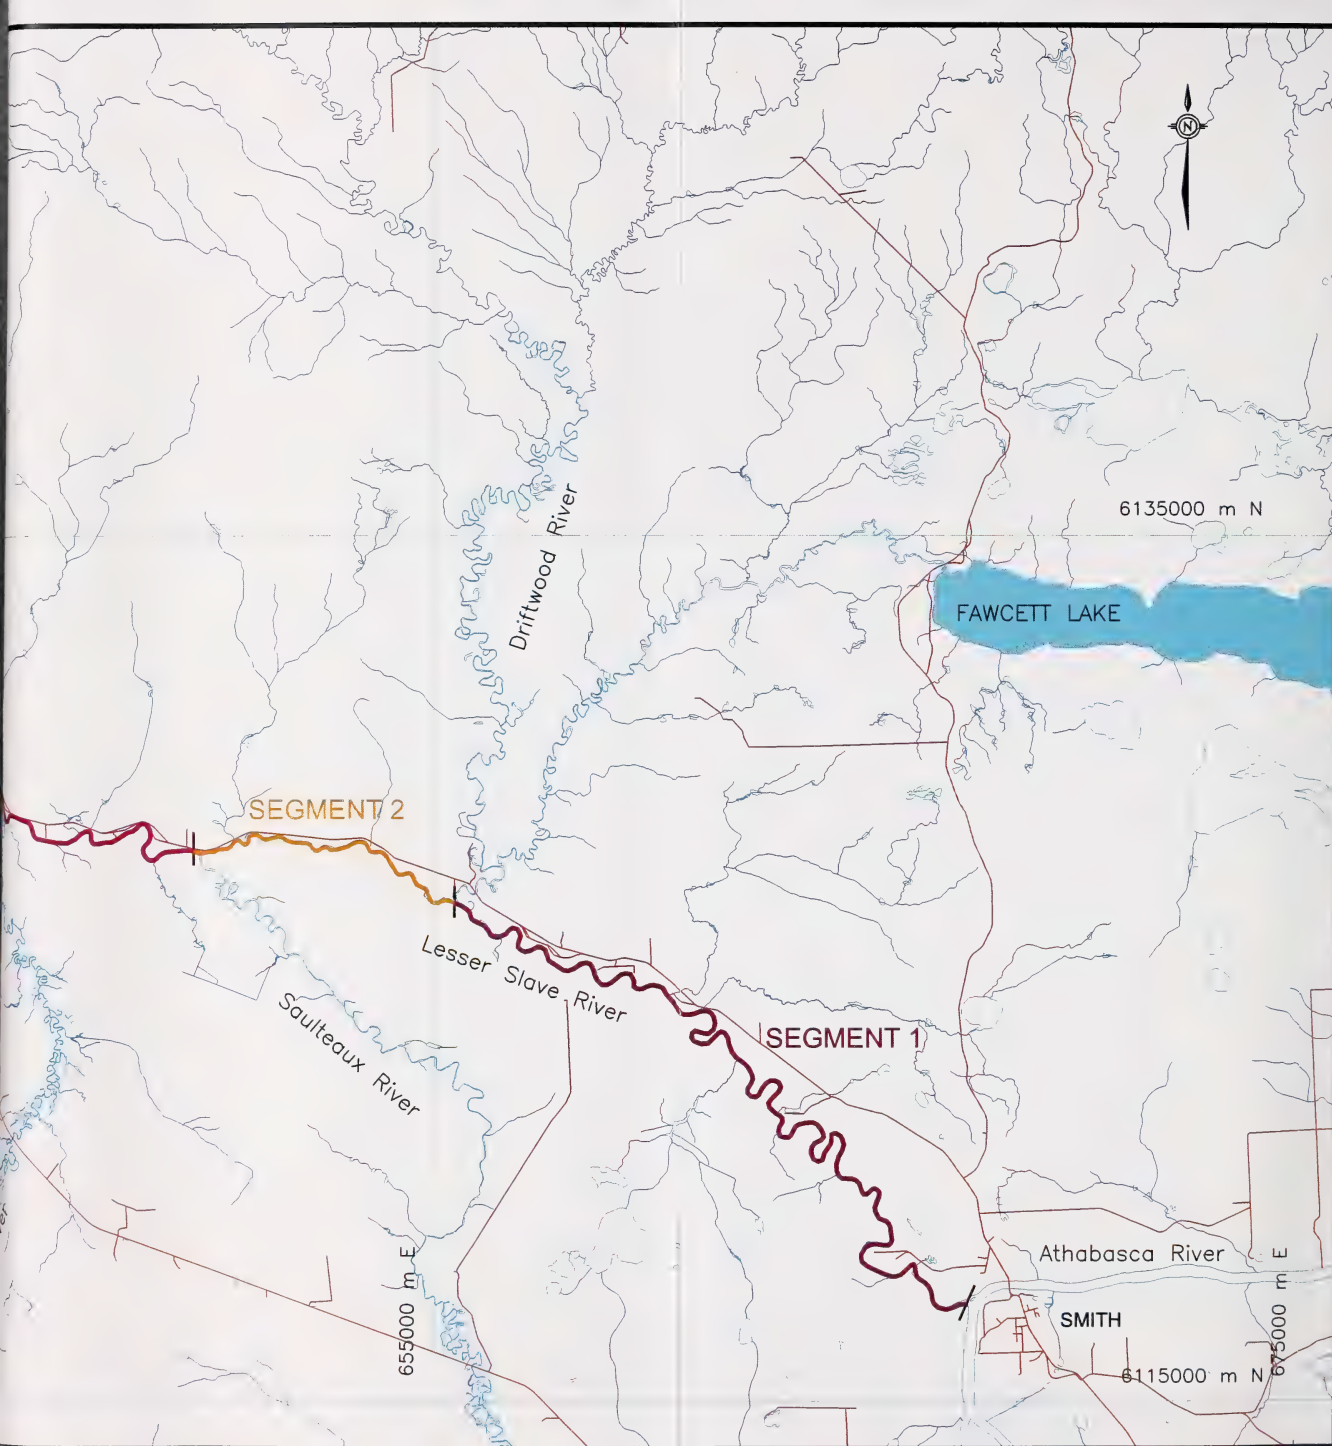 N
6135000 m N
FAWCETT LAKE
Driftwood River
SEGMENT 2
Lesser Slave River
SEGMENT 1
Saulteaux River
655000 m E
Athabasca River
675000 m E
SMITH
6115000 m N